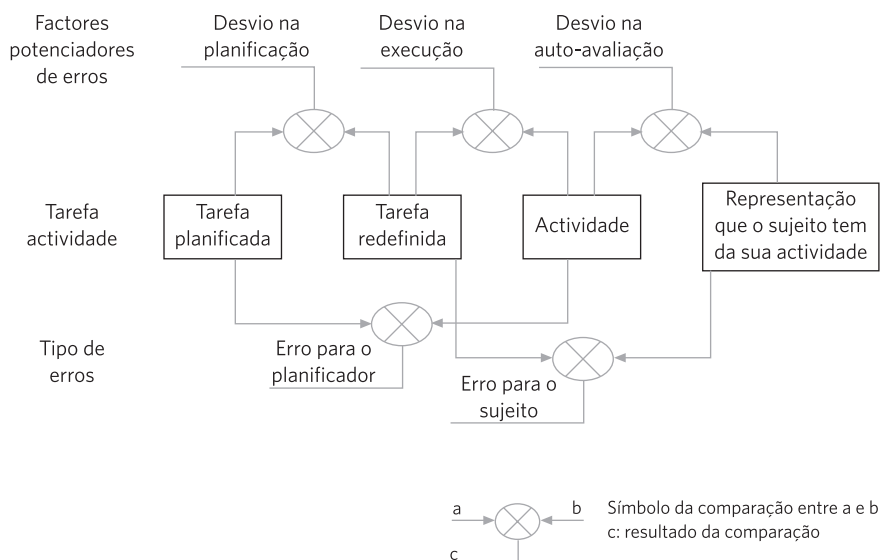 Factores
potenciadores
de erros
Desvio na
planificação
Desvio na
execução
Desvio na
auto-avaliação
Tarefa
actividade
Tarefa
planificada
Tarefa
redefinida
Actividade
Representação
que o sujeito tem
da sua actividade
Tipo de
erros
Erro para o
planificador
Erro para o
sujeito
a
b
c
Símbolo da comparação entre a e b
c: resultado da comparação